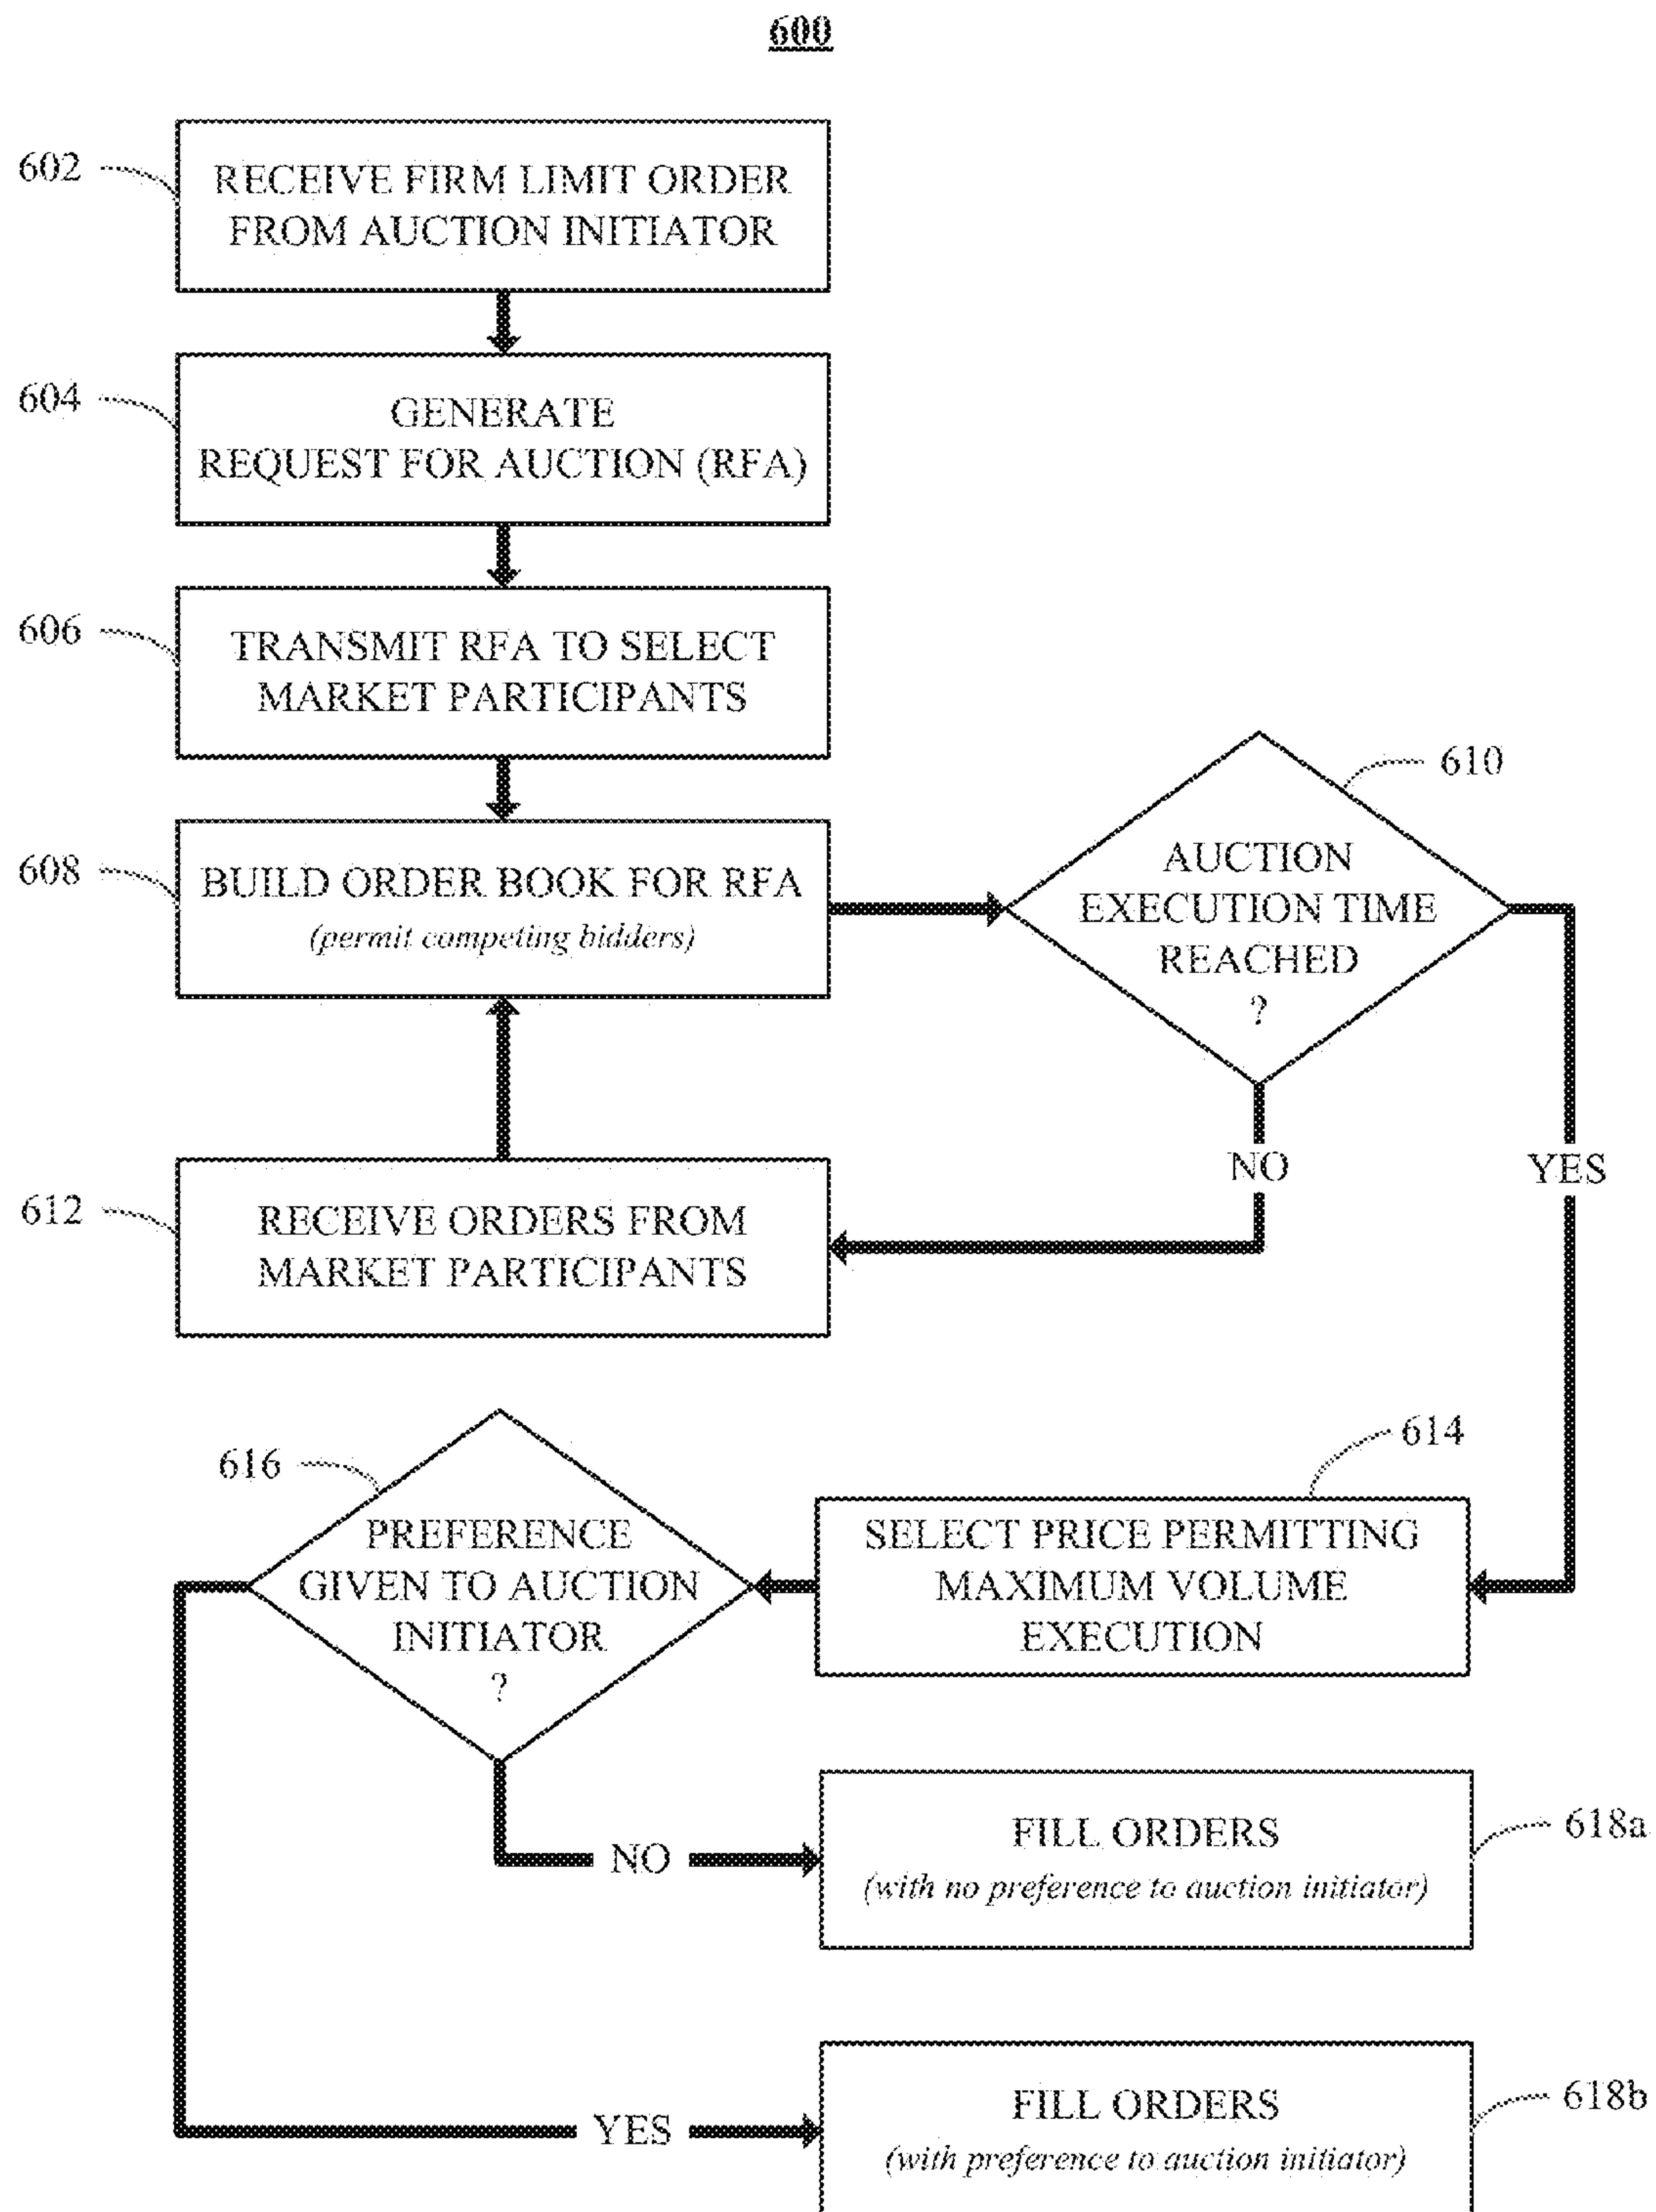 600
602
RECEIVE FIRM LIMIT ORDER
FROM AUCTION INITIATOR
604
GENERATE
REQUEST FOR AUCTION (RFA)
606
TRANSMIT RFA TO SELECT
MARKET PARTICIPANTS
608
BUILD ORDER BOOK FOR RFA
(permit competing bidders)
610
AUCTION
EXECUTION TIME
REACHED
?
NO
YES
612
RECEIVE ORDERS FROM
MARKET PARTICIPANTS
614
SELECT PRICE PERMITTING
MAXIMUM VOLUME
EXECUTION
616
PREFERENCE
GIVEN TO AUCTION
INITIATOR
?
NO
618a
FILL ORDERS
(with no preference to auction initiator)
YES
618b
FILL ORDERS
(with preference to auction initiator)